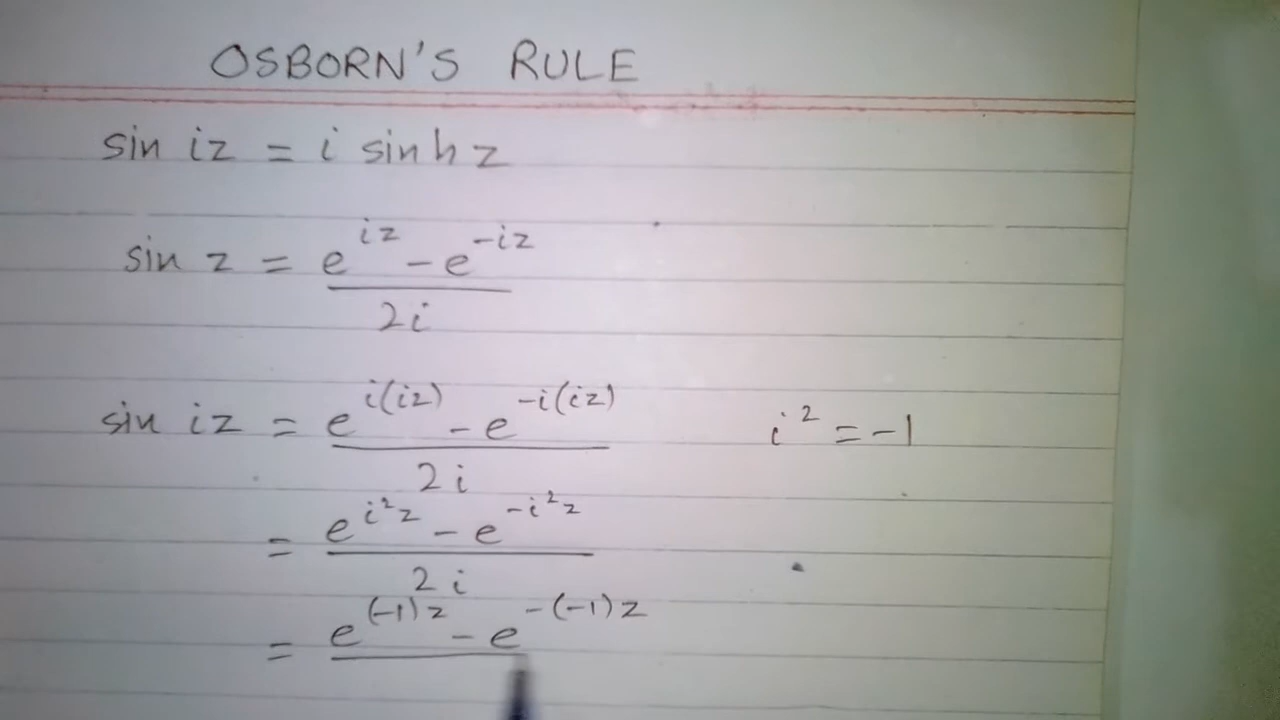 OSBORN'S RULE
sin iz = i sinh z
sin z = e^{iz} - e^{-iz}
2i
sin iz = e^{i(iz)} - e^{-i(iz)}    i^2 = -1
2i
= e^{i^2 z} - e^{-i^2 z}
2i
= e^{(-1)z} - e^{-(-1)z}